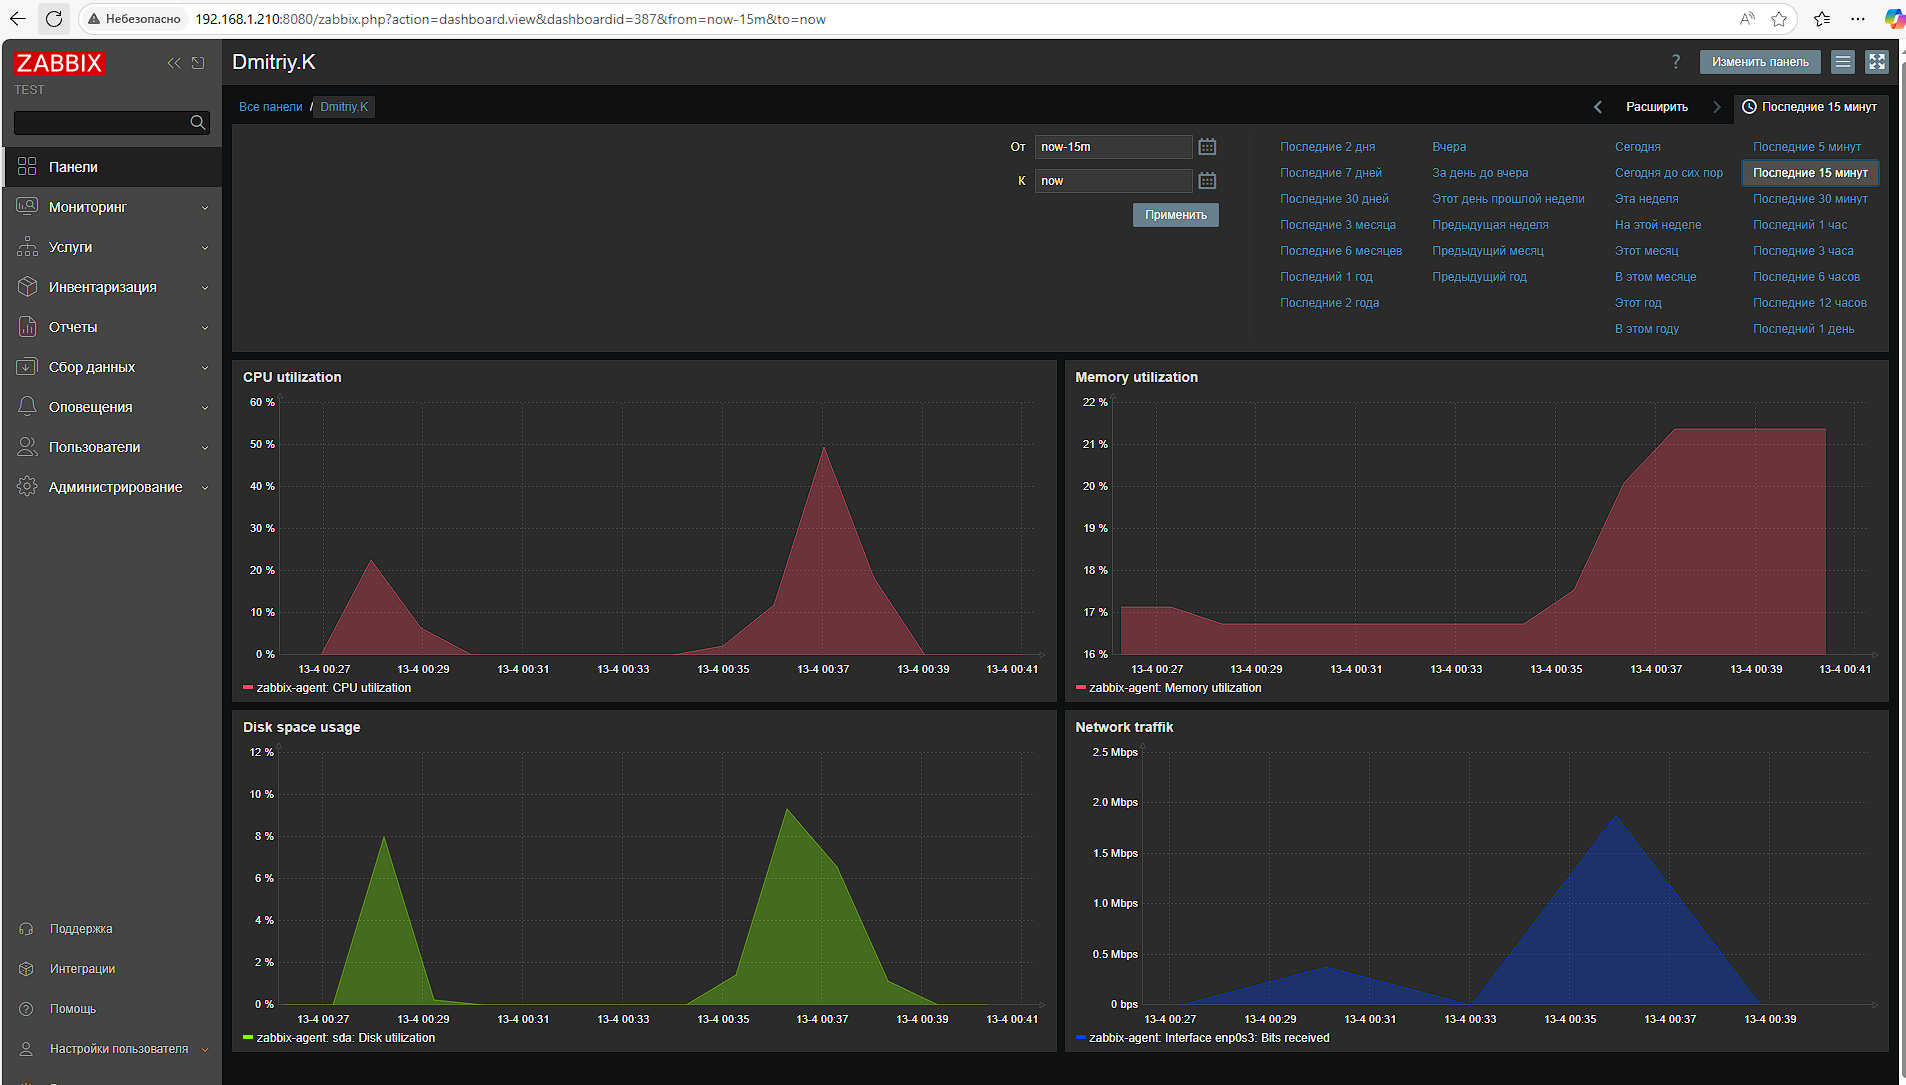 Небезопасно
192.168.1.210:8080/zabbix.php?action=dashboard.view&dashboardid=387&from=now-15m&to=now
ZABBIX
TEST
Панели
Мониторинг
Услуги
Инвентаризация
Отчеты
Сбор данных
Оповещения
Пользователи
Администрирование
Поддержка
Интеграции
Помощь
Настройки пользователя
Dmitriy.K
? Изменить панель
Все панели / Dmitriy.K
Расширить
Последние 15 минут
От now-15m
К now
Применить
Последние 2 дня
Последние 7 дней
Последние 30 дней
Последние 3 месяца
Последние 6 месяцев
Последний 1 год
Последние 2 года
Вчера
За день до вчера
Этот день прошлой недели
Предыдущая неделя
Предыдущий месяц
Предыдущий год
Сегодня
Сегодня до сих пор
Эта неделя
На этой неделе
Этот месяц
В этом месяце
Этот год
В этом году
Последние 5 минут
Последние 15 минут
Последние 30 минут
Последний 1 час
Последние 3 часа
Последние 6 часов
Последние 12 часов
Последний 1 день
CPU utilization
60 %
50 %
40 %
30 %
20 %
10 %
0 %
13-4 00:27 13-4 00:29 13-4 00:31 13-4 00:33 13-4 00:35 13-4 00:37 13-4 00:39 13-4 00:41
zabbix-agent: CPU utilization
Memory utilization
22 %
21 %
20 %
19 %
18 %
17 %
16 %
13-4 00:27 13-4 00:29 13-4 00:31 13-4 00:33 13-4 00:35 13-4 00:37 13-4 00:39 13-4 00:41
zabbix-agent: Memory utilization
Disk space usage
12 %
10 %
8 %
6 %
4 %
2 %
0 %
13-4 00:27 13-4 00:29 13-4 00:31 13-4 00:33 13-4 00:35 13-4 00:37 13-4 00:39 13-4 00:41
zabbix-agent: sda: Disk utilization
Network traffik
2.5 Mbps
2.0 Mbps
1.5 Mbps
1.0 Mbps
0.5 Mbps
0 bps
13-4 00:27 13-4 00:29 13-4 00:31 13-4 00:33 13-4 00:35 13-4 00:37 13-4 00:39
zabbix-agent: Interface enp0s3: Bits received